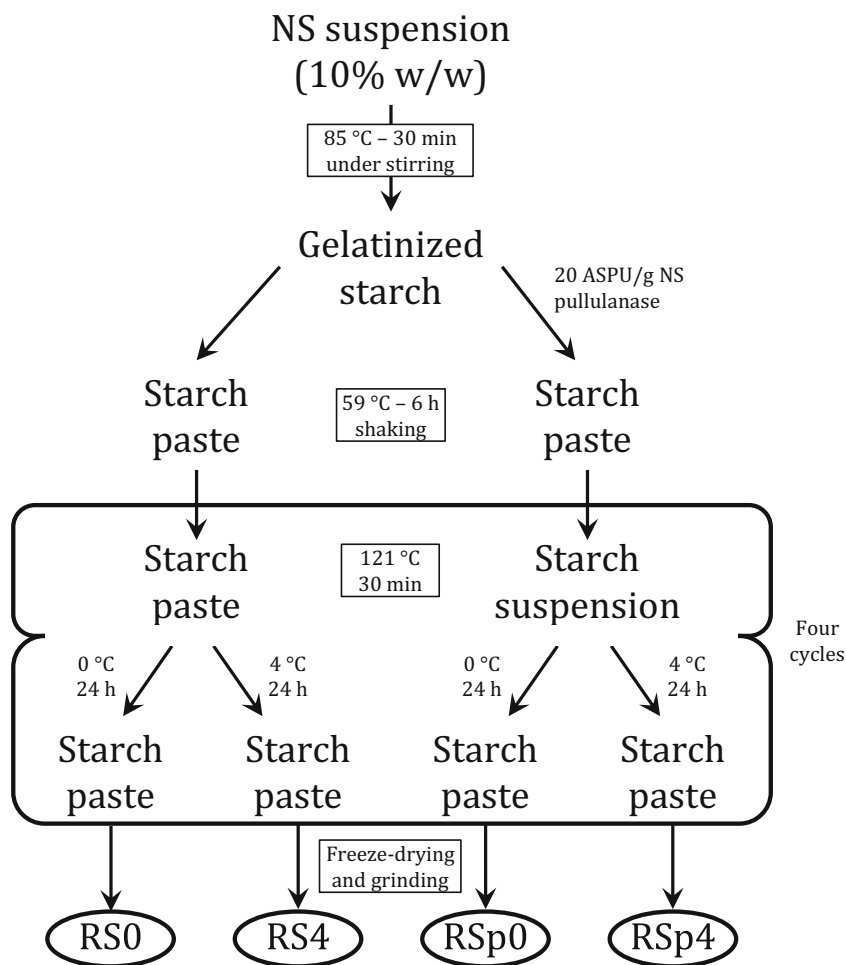 NS suspension
(10% w/w)
85 °C – 30 min
under stirring
Gelatinized
starch
20 ASPU/g NS
pullulanase
Starch
paste
59 °C – 6 h
shaking
Starch
paste
Starch
paste
121 °C
30 min
Starch
suspension
Four
cycles
0 °C
24 h
4 °C
24 h
0 °C
24 h
4 °C
24 h
Starch
paste
Starch
paste
Starch
paste
Starch
paste
Freeze-drying
and grinding
RS0
RS4
RSp0
RSp4